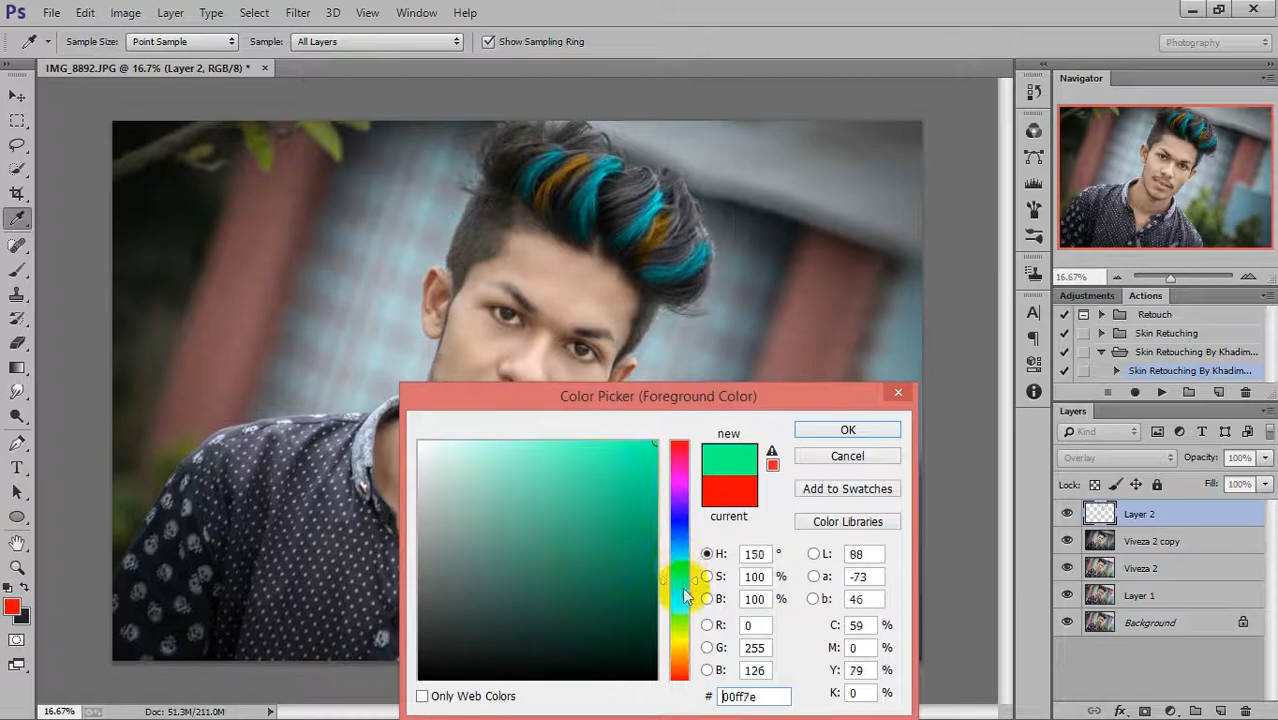 Ps File Edit Image Layer Type Select Filter 3D View Window Help
Sample Size: Point Sample Sample: All Layers Show Sampling Ring Photography
IMG_8892.JPG @ 16.7% (Layer 2, RGB/8) * ×
Navigator
16.67%
Adjustments Actions
Retouch
Skin Retuching
Skin Retouching By Khadim...
Skin Retouching By Khadim...
Layers
Kind
Overlay Opacity: 100%
Lock: Fill: 100%
Layer 2
Viveza 2 copy
Viveza 2
Layer 1
Background
Color Picker (Foreground Color)
new
current
OK
Cancel
Add to Swatches
Color Libraries
H: 150 ° L: 88
S: 100 % a: -73
B: 100 % b: 46
R: 0 C: 59 %
G: 255 M: 0 %
B: 126 Y: 79 %
# 00ff7e K: 0 %
Only Web Colors
16.67% Doc: 51.3M/211.0M